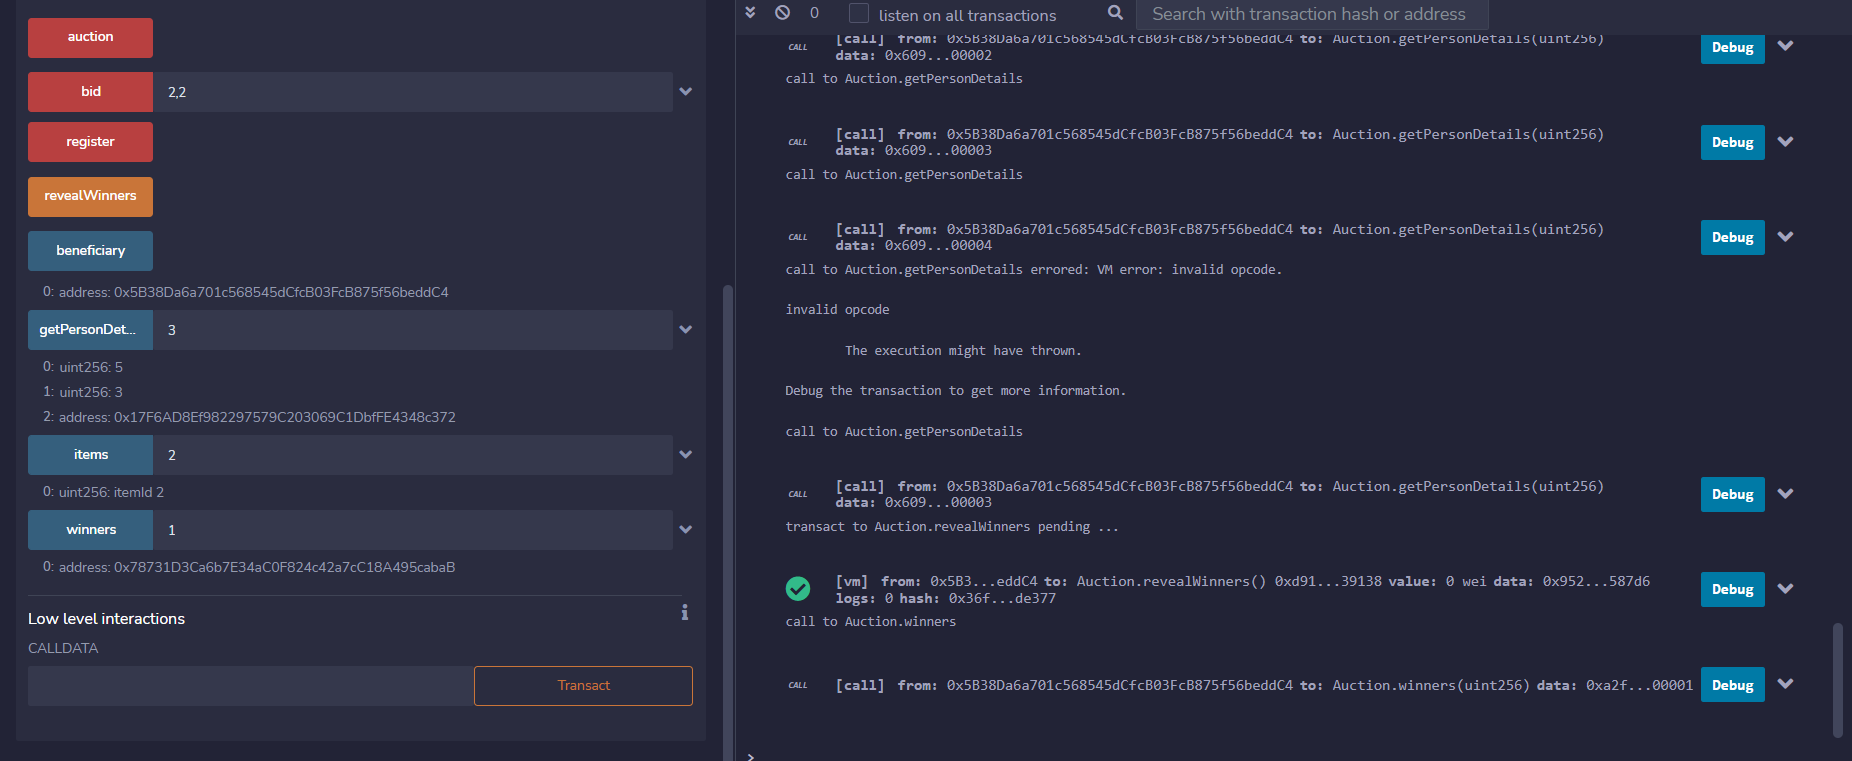 auction
bid 2,2
register
revealWinners
beneficiary
0: address: 0x5B38Da6a701c568545dCfcB03FcB875f56beddC4
getPersonDet... 3
0: uint256: 5
1: uint256: 3
2: address: 0x17F6AD8Ef982297579C203069C1DbfFE4348c372
items 2
0: uint256: itemId 2
winners 1
0: address: 0x78731D3Ca6b7E34aC0F824c42a7cC18A495cabaB
Low level interactions
CALLDATA
Transact
0 listen on all transactions Search with transaction hash or address
CALL [call] from: 0x5B38Da6a701c568545dCfcB03FcB875f56beddC4 to: Auction.getPersonDetails(uint256) Debug
data: 0x609...00002
call to Auction.getPersonDetails
CALL [call] from: 0x5B38Da6a701c568545dCfcB03FcB875f56beddC4 to: Auction.getPersonDetails(uint256) Debug
data: 0x609...00003
call to Auction.getPersonDetails
CALL [call] from: 0x5B38Da6a701c568545dCfcB03FcB875f56beddC4 to: Auction.getPersonDetails(uint256) Debug
data: 0x609...00004
call to Auction.getPersonDetails errored: VM error: invalid opcode.
invalid opcode
The execution might have thrown.
Debug the transaction to get more information.
call to Auction.getPersonDetails
CALL [call] from: 0x5B38Da6a701c568545dCfcB03FcB875f56beddC4 to: Auction.getPersonDetails(uint256) Debug
data: 0x609...00003
transact to Auction.revealWinners pending ...
[vm] from: 0x5B3...eddC4 to: Auction.revealWinners() 0xd91...39138 value: 0 wei data: 0x952...587d6 Debug
logs: 0 hash: 0x36f...de377
call to Auction.winners
CALL [call] from: 0x5B38Da6a701c568545dCfcB03FcB875f56beddC4 to: Auction.winners(uint256) data: 0xa2f...00001 Debug
>